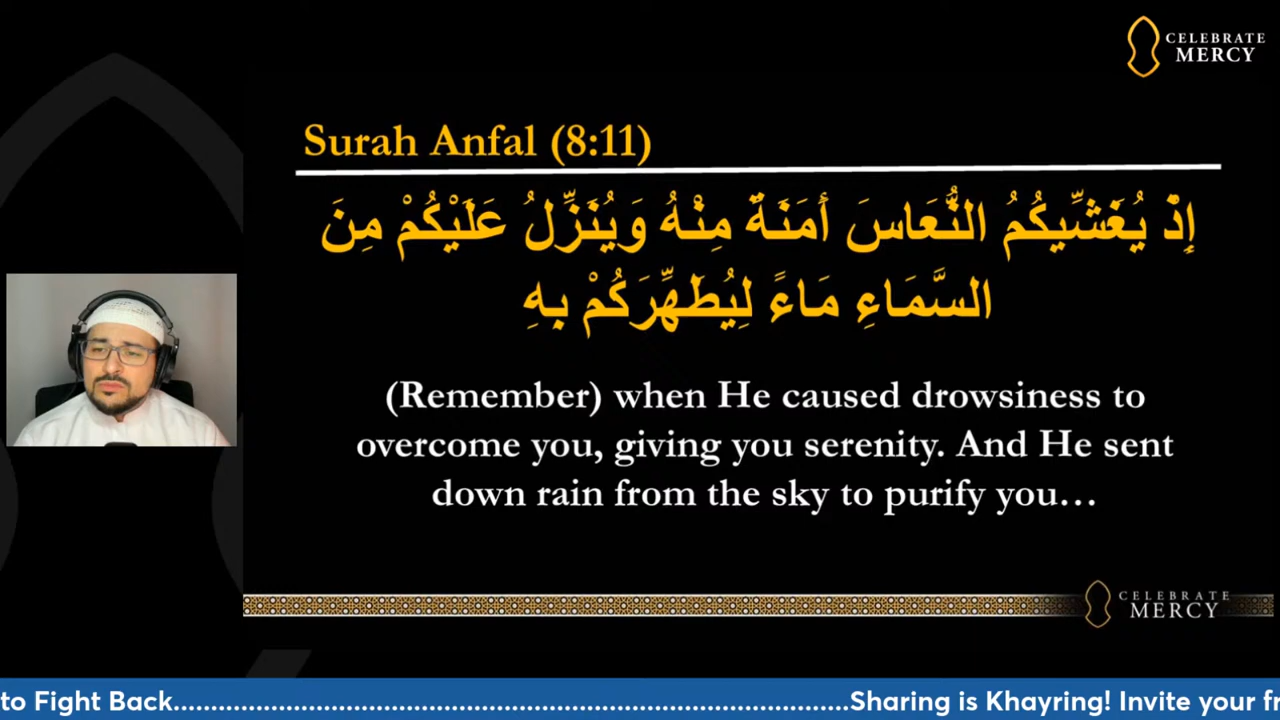 CELEBRATE
MERCY
Surah Anfal (8:11)
إِذْ يُغَشِّيكُمُ النُّعَاسَ أَمَنَةً مِنْهُ وَيُنَزِّلُ عَلَيْكُمْ مِنَ
السَّمَاءِ مَاءً لِيُطَهِّرَكُمْ بِهِ
(Remember) when He caused drowsiness to
overcome you, giving you serenity. And He sent
down rain from the sky to purify you…
CELEBRATE
MERCY
to Fight Back....................................................................................Sharing is Khayring! Invite your fr